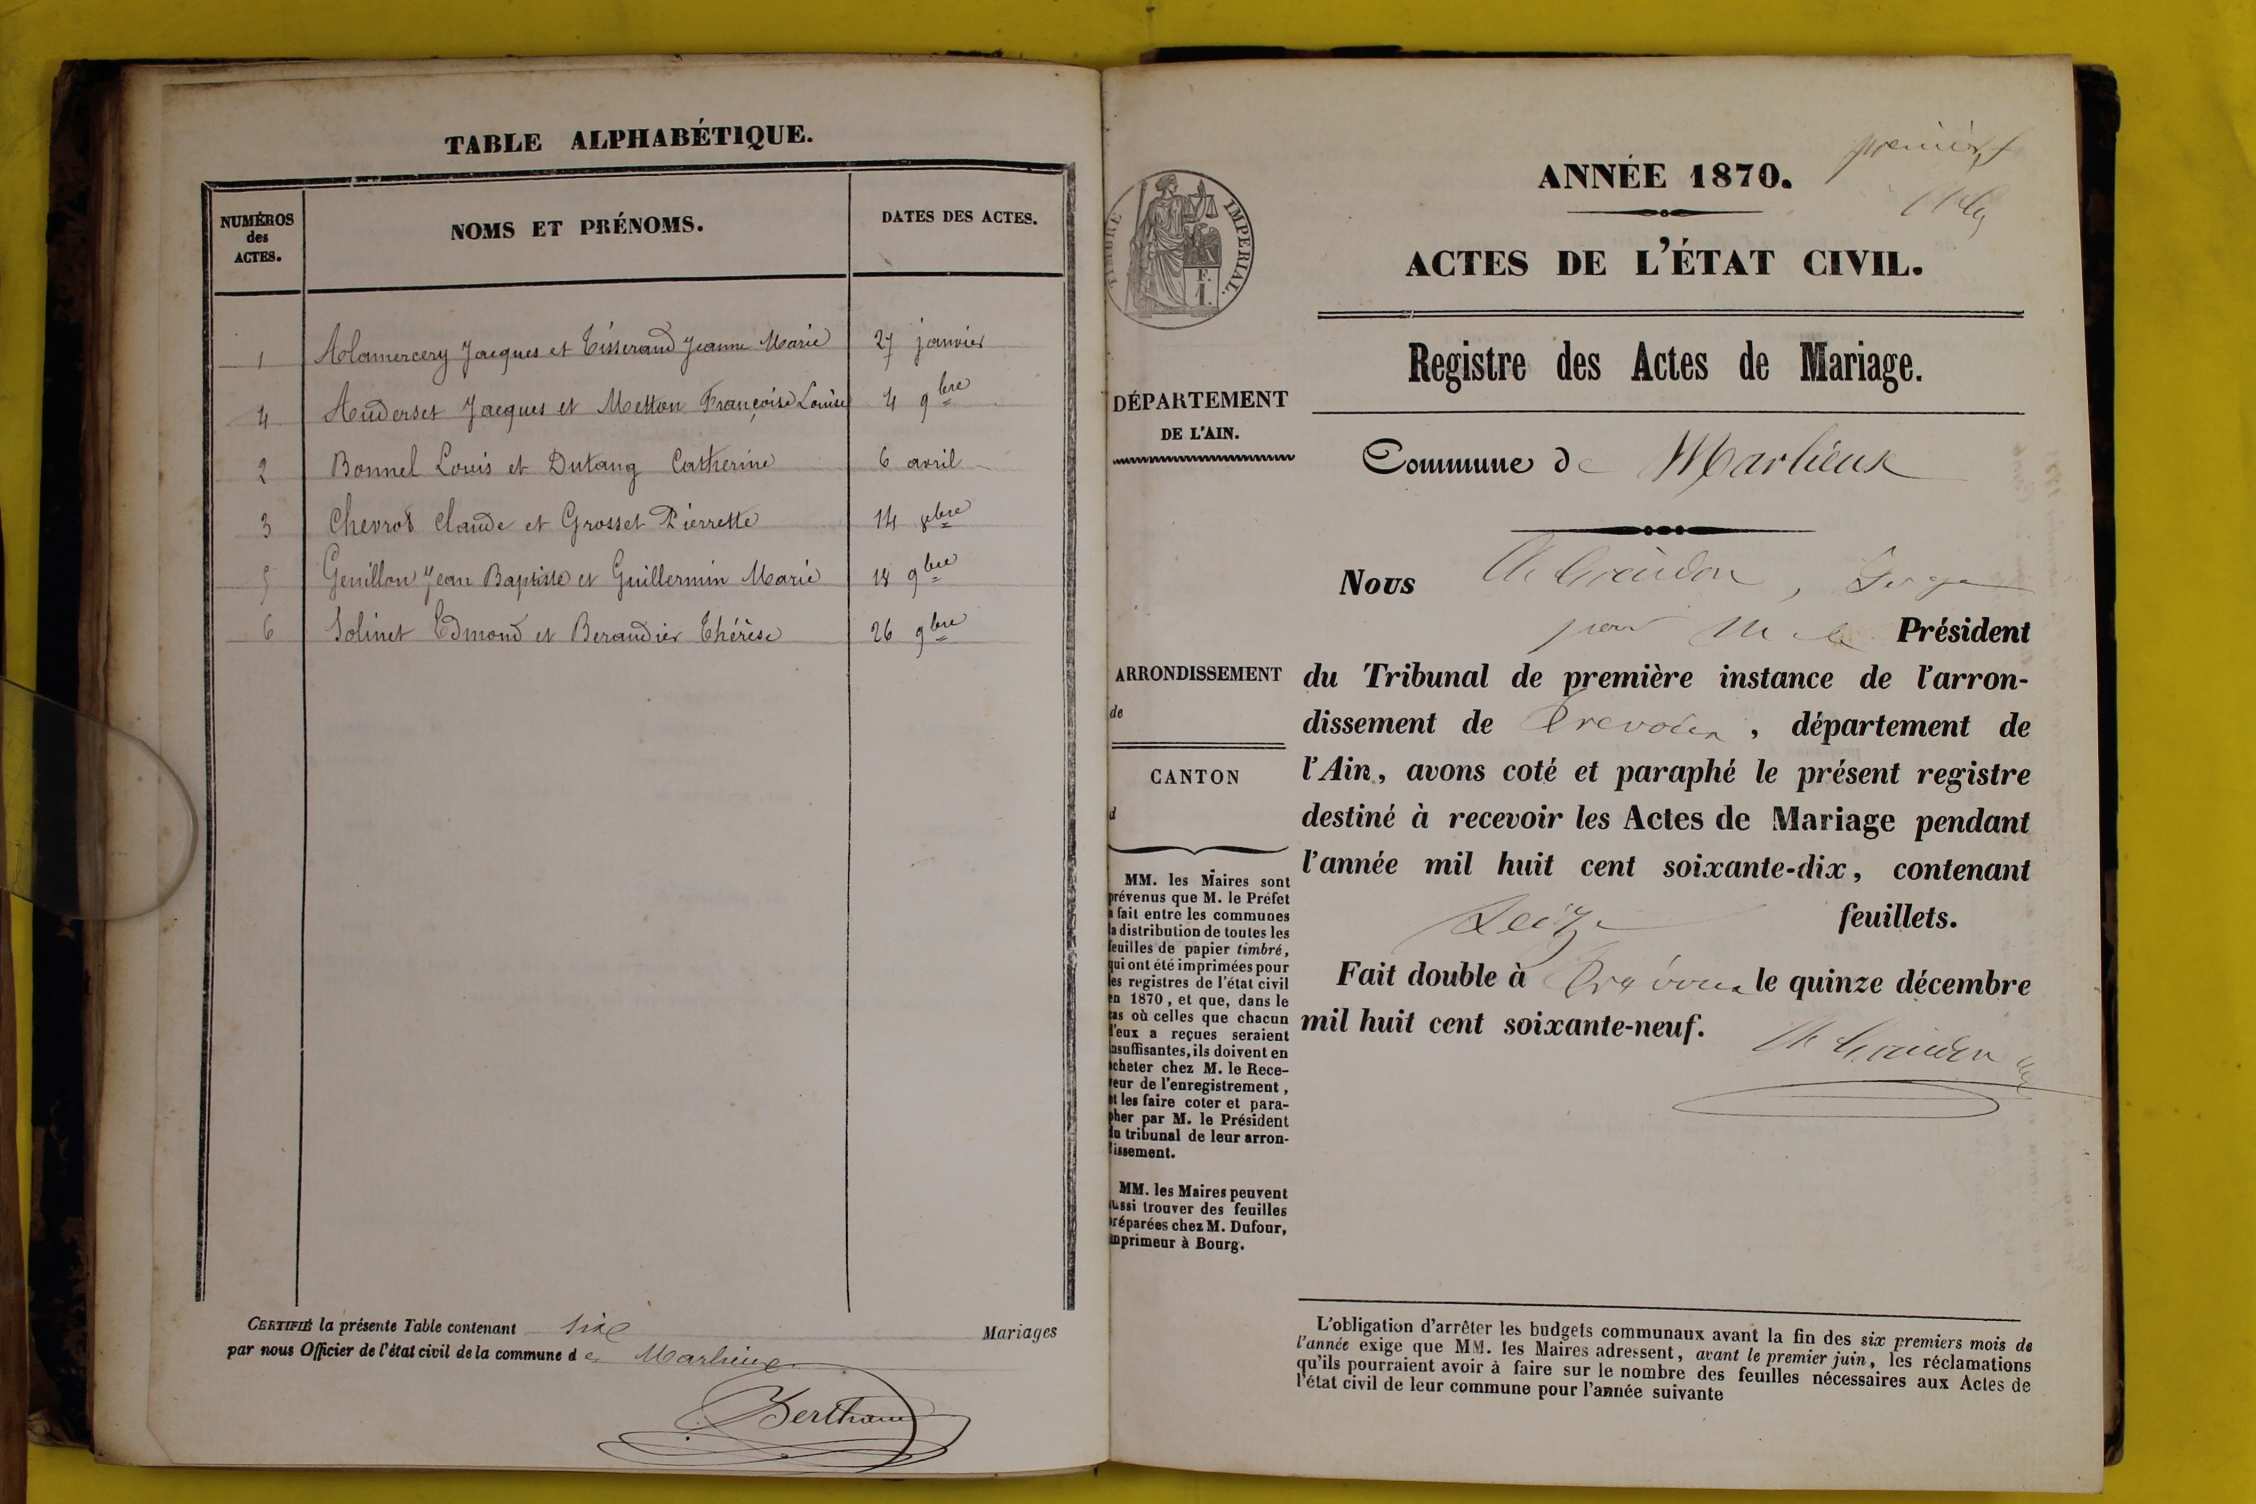 TABLE ALPHABÉTIQUE.
NUMÉROS
des
ACTES.
NOMS ET PRÉNOMS.
DATES DES ACTES.
1 Alamercery Jacques et Tisserand Jeanne Marie 27 janvier
4 Anderset Jacques et Metton Françoise Louise 4 9bre
2 Bonnel Louis et Dutang Catherine 6 avril
3 Chevrot Claude et Grosset Pierrette 14 8bre
5 Genillon Jean Baptiste et Guillermin Marie 18 9bre
6 Solinet Edmond et Beraudier Thérèse 26 9bre
CERTIFIÉ la présente Table contenant six Mariages
par nous Officier de l'état civil de la commune de Marlieux
Berthaud
premier
ANNÉE 1870.
ACTES DE L'ÉTAT CIVIL.
Registre des Actes de Mariage.
TIMBRE IMPERIAL.
F.
1.
DÉPARTEMENT
DE L'AIN.
Commune de Marlieux
Nous Juge
pour M. le Président
ARRONDISSEMENT
de
du Tribunal de première instance de l'arron-
dissement de Trevoux, département de
CANTON
d
l'Ain, avons coté et paraphé le présent registre
destiné à recevoir les Actes de Mariage pendant
l'année mil huit cent soixante-dix, contenant
Seize feuillets.
Fait double à Trévoux le quinze décembre
mil huit cent soixante-neuf.
MM. les Maires sont
prévenus que M. le Préfet
a fait entre les communes
la distribution de toutes les
feuilles de papier timbré,
qui ont été imprimées pour
les registres de l'état civil
en 1870, et que, dans le
cas où celles que chacun
d'eux a reçues seraient
insuffisantes, ils doivent en
acheter chez M. le Rece-
veur de l'enregistrement,
et les faire coter et para-
pher par M. le Président
du tribunal de leur arron-
dissement.
MM. les Maires peuvent
aussi trouver des feuilles
préparées chez M. Dufour,
imprimeur à Bourg.
L'obligation d'arrêter les budgets communaux avant la fin des six premiers mois de
l'année exige que MM. les Maires adressent, avant le premier juin, les réclamations
qu'ils pourraient avoir à faire sur le nombre des feuilles nécessaires aux Actes de
l'état civil de leur commune pour l'année suivante